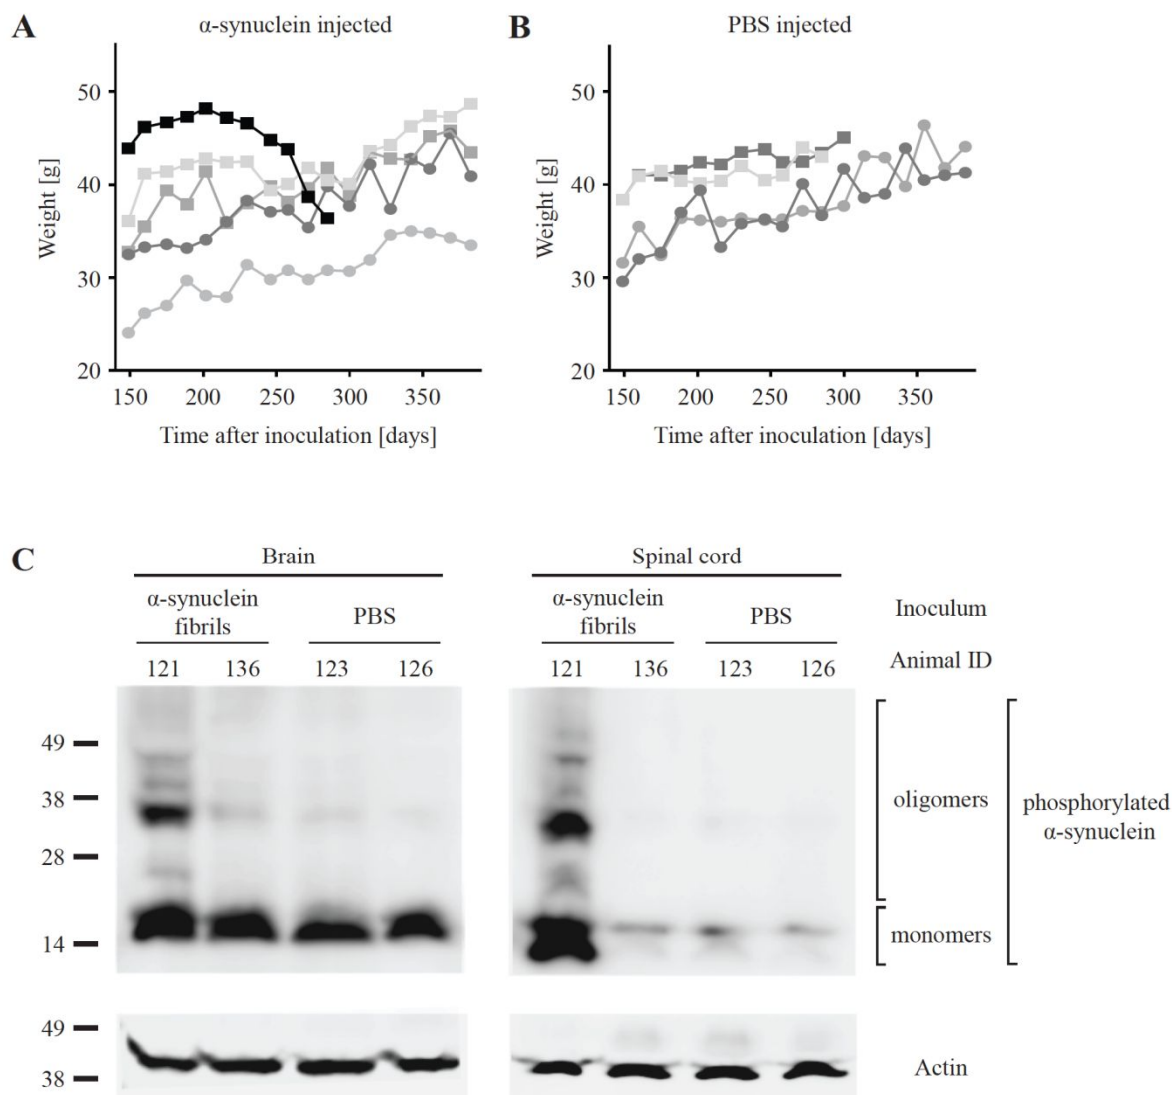 A
α-synuclein injected
Weight [g]
50
40
30
20
150 200 250 300 350
Time after inoculation [days]
B
PBS injected
Weight [g]
50
40
30
20
150 200 250 300 350
Time after inoculation [days]
C
Brain
Spinal cord
α-synuclein
fibrils
PBS
α-synuclein
fibrils
PBS
Inoculum
121 136 123 126
121 136 123 126
Animal ID
49
38
28
14
oligomers
monomers
phosphorylated
α-synuclein
49
38
Actin